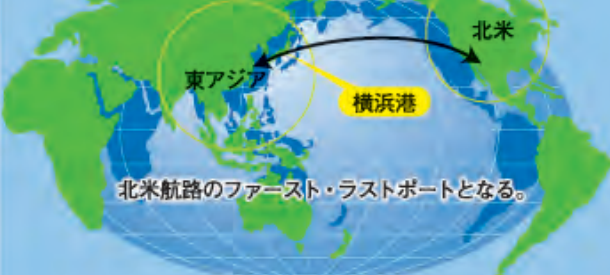 北米
東アジア
横浜港
北米航路のファースト・ラストポートとなる。